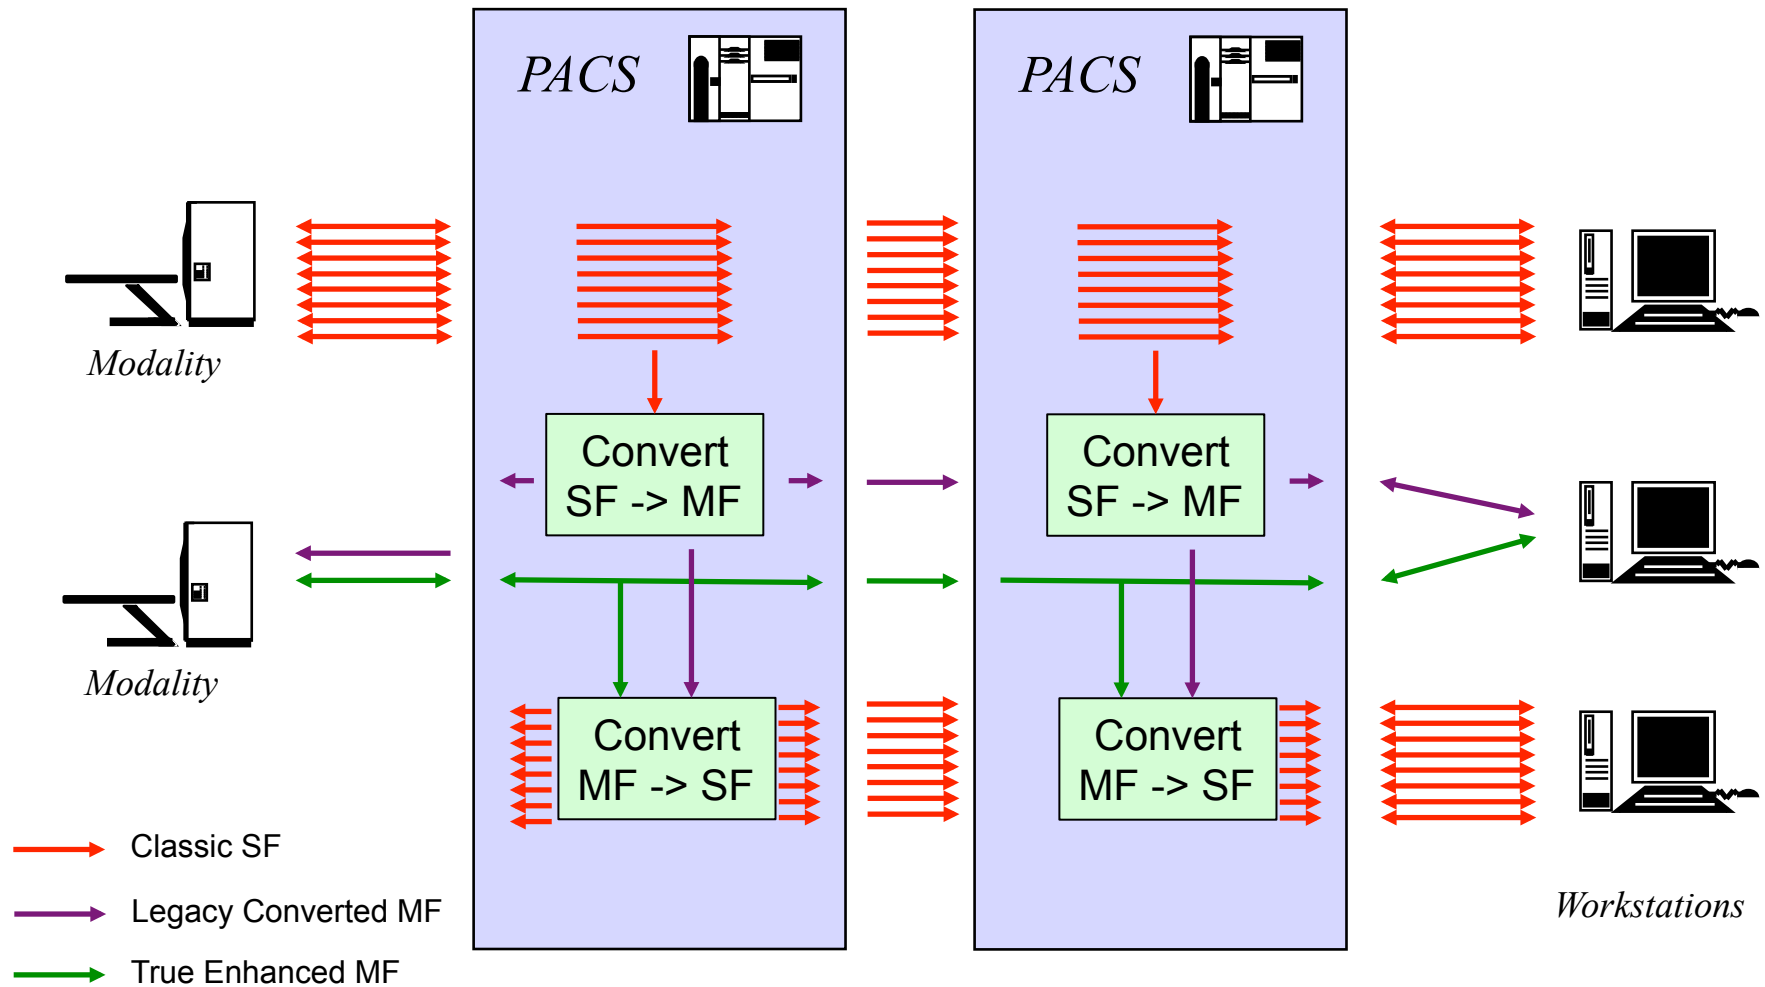 PACS
PACS
Modality
Convert
SF -> MF
Convert
SF -> MF
Modality
Convert
MF -> SF
Convert
MF -> SF
Classic SF
Legacy Converted MF
True Enhanced MF
Workstations